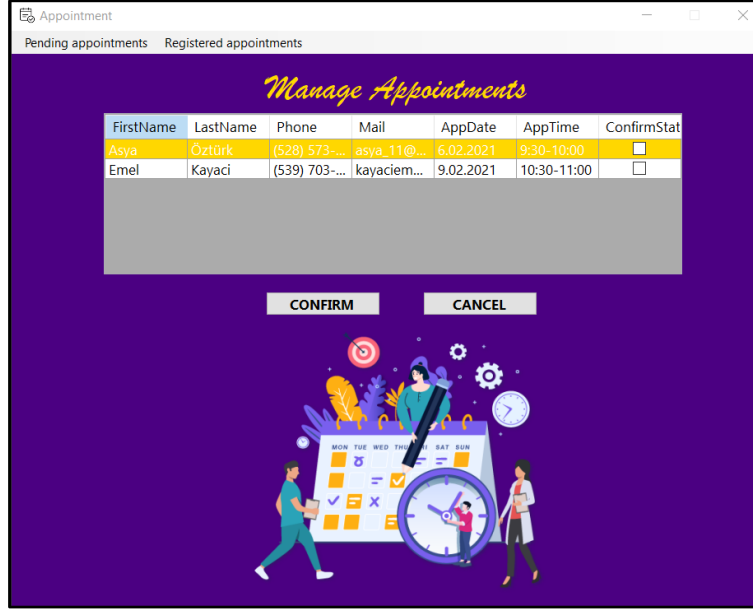 Appointment
Pending appointments Registered appointments
Manage Appointments
FirstName LastName Phone Mail AppDate AppTime ConfirmStat
Asya Öztürk (528) 573-... asya_11@... 6.02.2021 9:30-10:00
Emel Kayaci (539) 703-... kayaciem... 9.02.2021 10:30-11:00
CONFIRM CANCEL
MON TUE WED SAT SUN